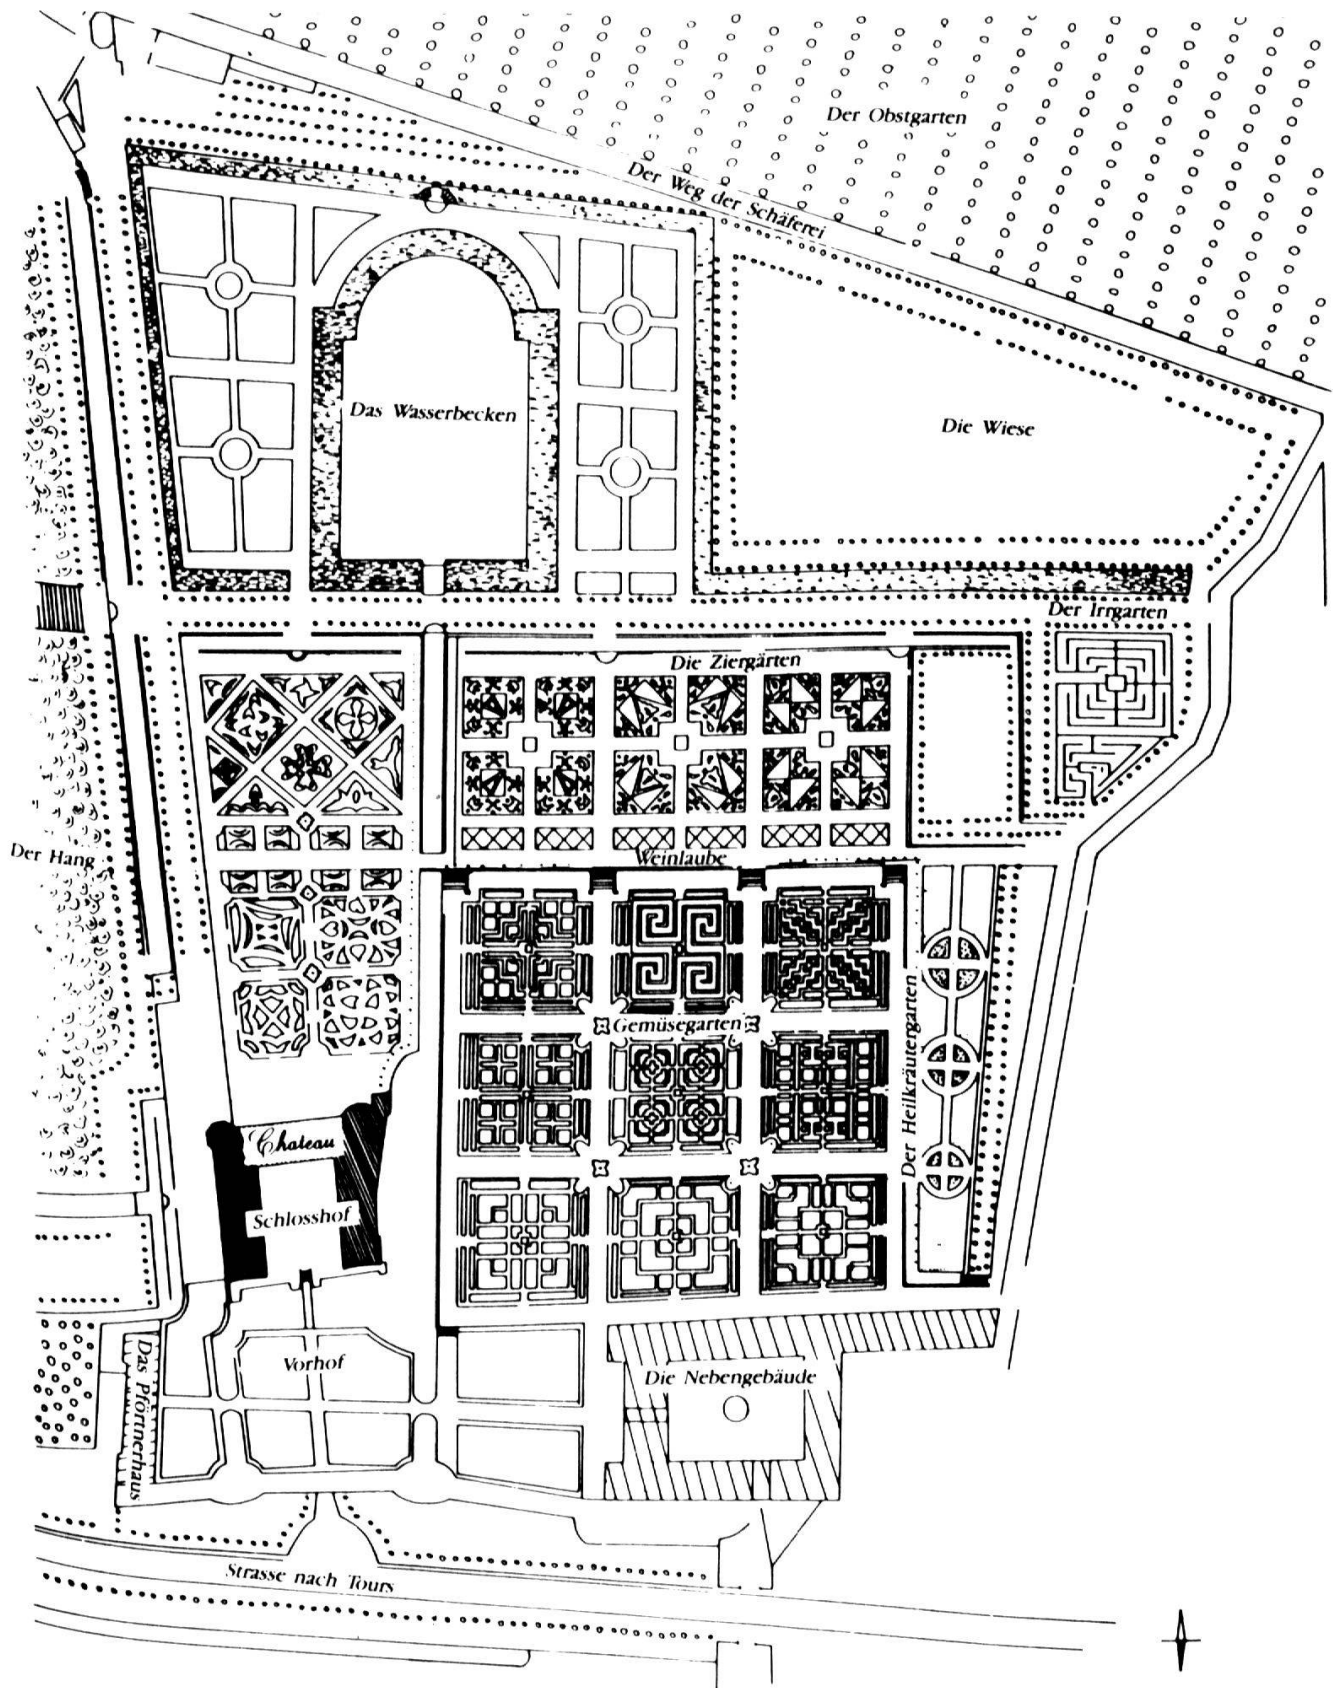 Der Obstgarten
Der Weg der Schäferei
Das Wasserbecken
Die Wiese
Der Irrgarten
Die Ziergärten
Der Hang
Weinlaube
Gemüsegarten
Der Heilkräutergarten
Chateau
Schlosshof
Vorhof
Das Pförtnerhaus
Die Nebengebäude
Strasse nach Tours